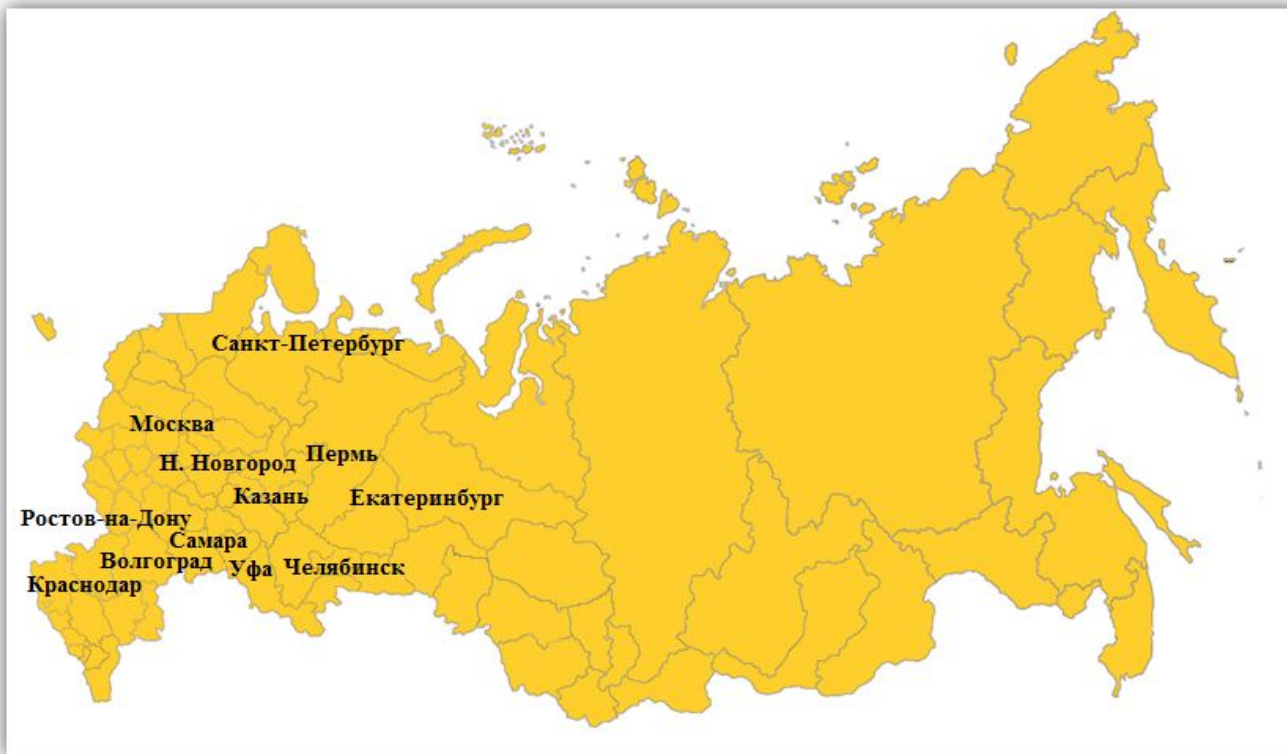 Санкт-Петербург
Москва
Пермь
Н. Новгород
Казань
Екатеринбург
Ростов-на-Дону
Самара
Волгоград
Уфа
Челябинск
Краснодар